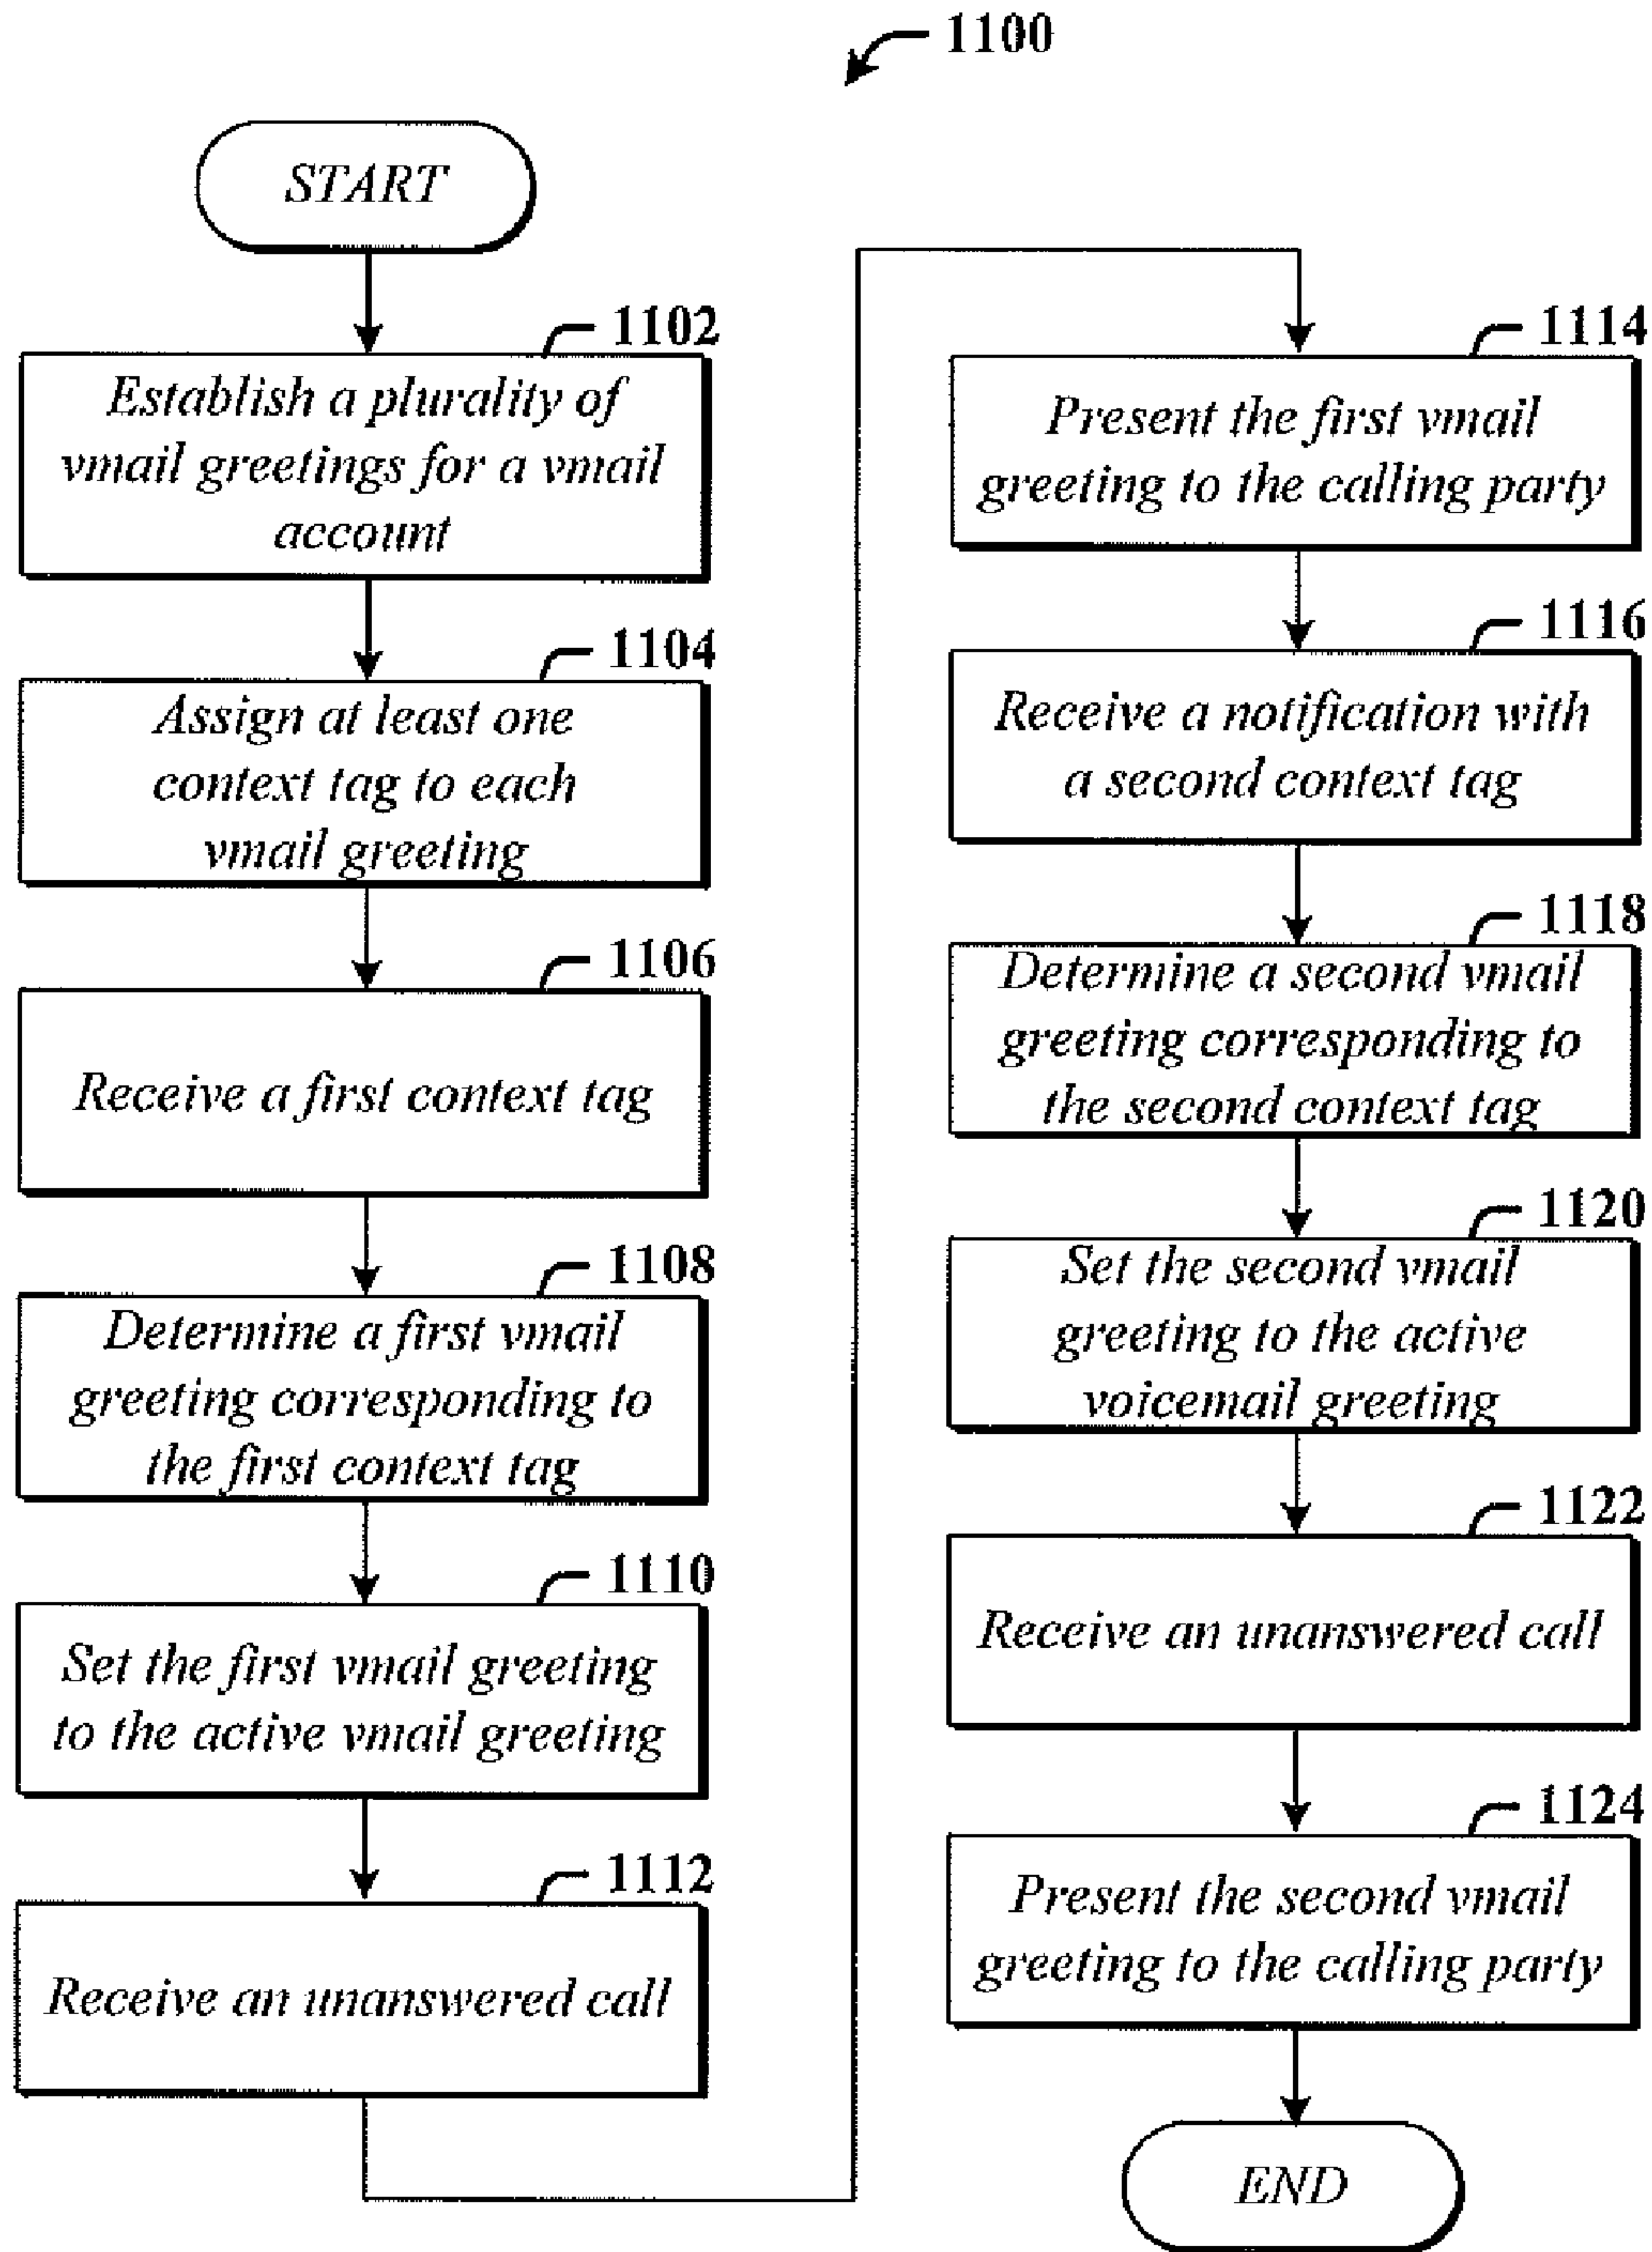 1100
START
1102
Establish a plurality of
vmail greetings for a vmail
account
1104
Assign at least one
context tag to each
vmail greeting
1106
Receive a first context tag
1108
Determine a first vmail
greeting corresponding to
the first context tag
1110
Set the first vmail greeting
to the active vmail greeting
1112
Receive an unanswered call
1114
Present the first vmail
greeting to the calling party
1116
Receive a notification with
a second context tag
1118
Determine a second vmail
greeting corresponding to
the second context tag
1120
Set the second vmail
greeting to the active
voicemail greeting
1122
Receive an unanswered call
1124
Present the second vmail
greeting to the calling party
END